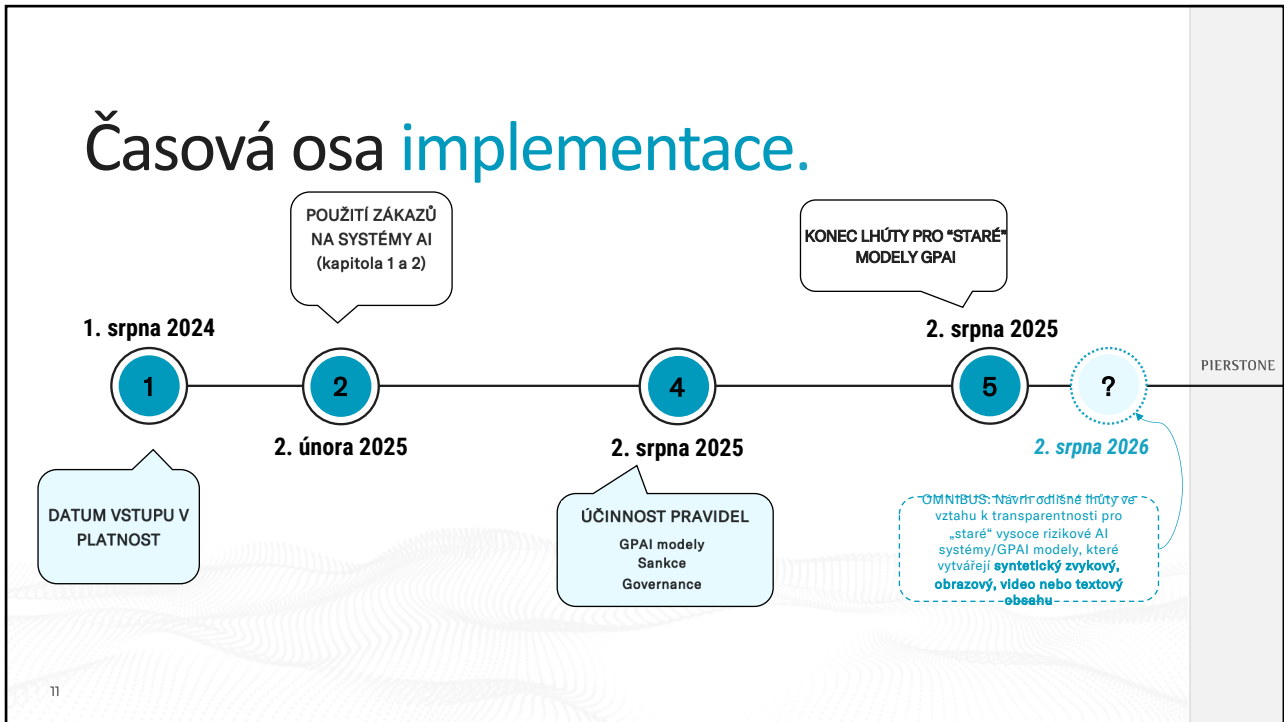 Časová osa implementace.
POUŽITÍ ZÁKAZŮ
NA SYSTÉMY AI
(kapitola 1 a 2)
KONEC LHŮTY PRO “STARÉ”
MODELY GPAI
1. srpna 2024
2. srpna 2025
1
2
4
5
?
PIERSTONE
2. února 2025
2. srpna 2025
2. srpna 2026
DATUM VSTUPU V
PLATNOST
ÚČINNOST PRAVIDEL
GPAI modely
Sankce
Governance
OMNIBUS: Návrh odlišné lhůty ve
vztahu k transparentnosti pro
„staré“ vysoce rizikové AI
systémy/GPAI modely, které
vytvářejí syntetický zvykový,
obrazový, video nebo textový
obsahu
11